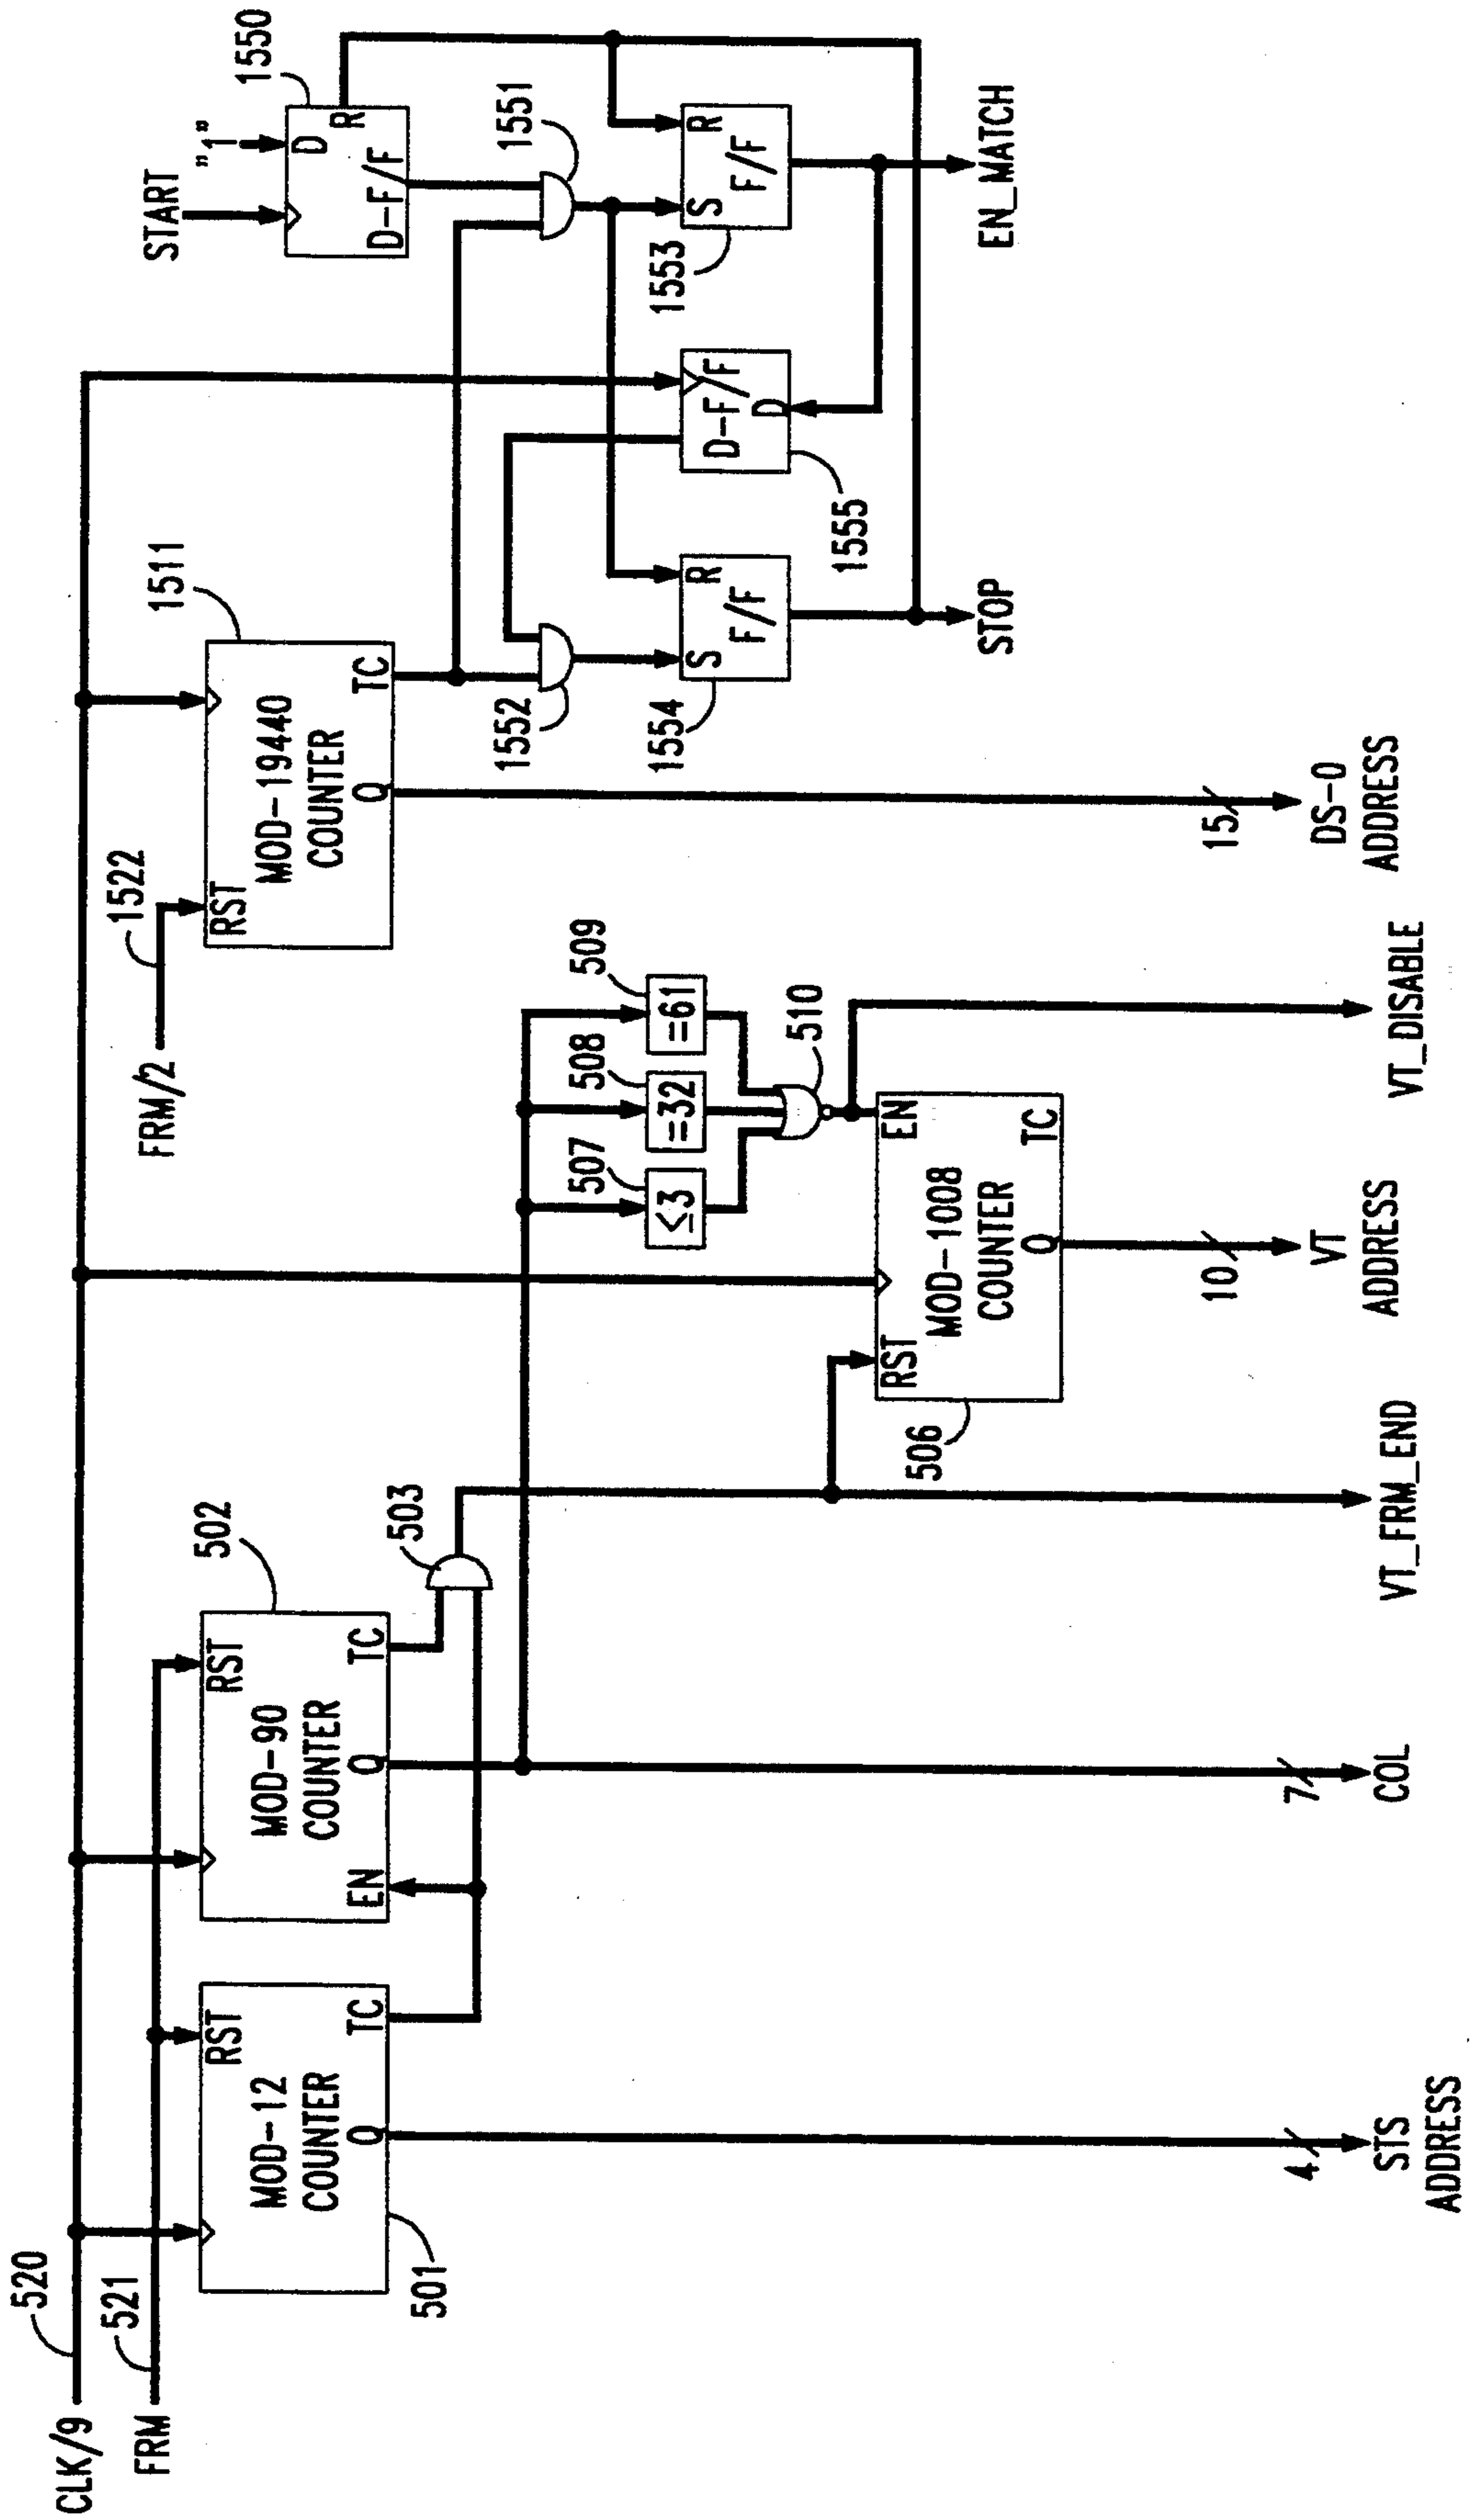 CLK/9
520
FRM
521
MOD-12
COUNTER
RST
Q
TC
501
MOD-90
COUNTER
RST
EN
Q
TC
502
503
STS
ADDRESS
4
COL
7
VT_FRM_END
MOD-1008
COUNTER
RST
EN
Q
TC
506
≤3
507
=32
508
=61
509
510
VT
ADDRESS
10
VT_DISABLE
FRM/2
1522
MOD-19440
COUNTER
RST
Q
TC
1511
DS-0
ADDRESS
15
1552
S
R
F/F
1554
STOP
D-F/F
D
1555
START
"1"
D
R
D-F/F
1550
1551
S
R
F/F
1553
EN_MATCH